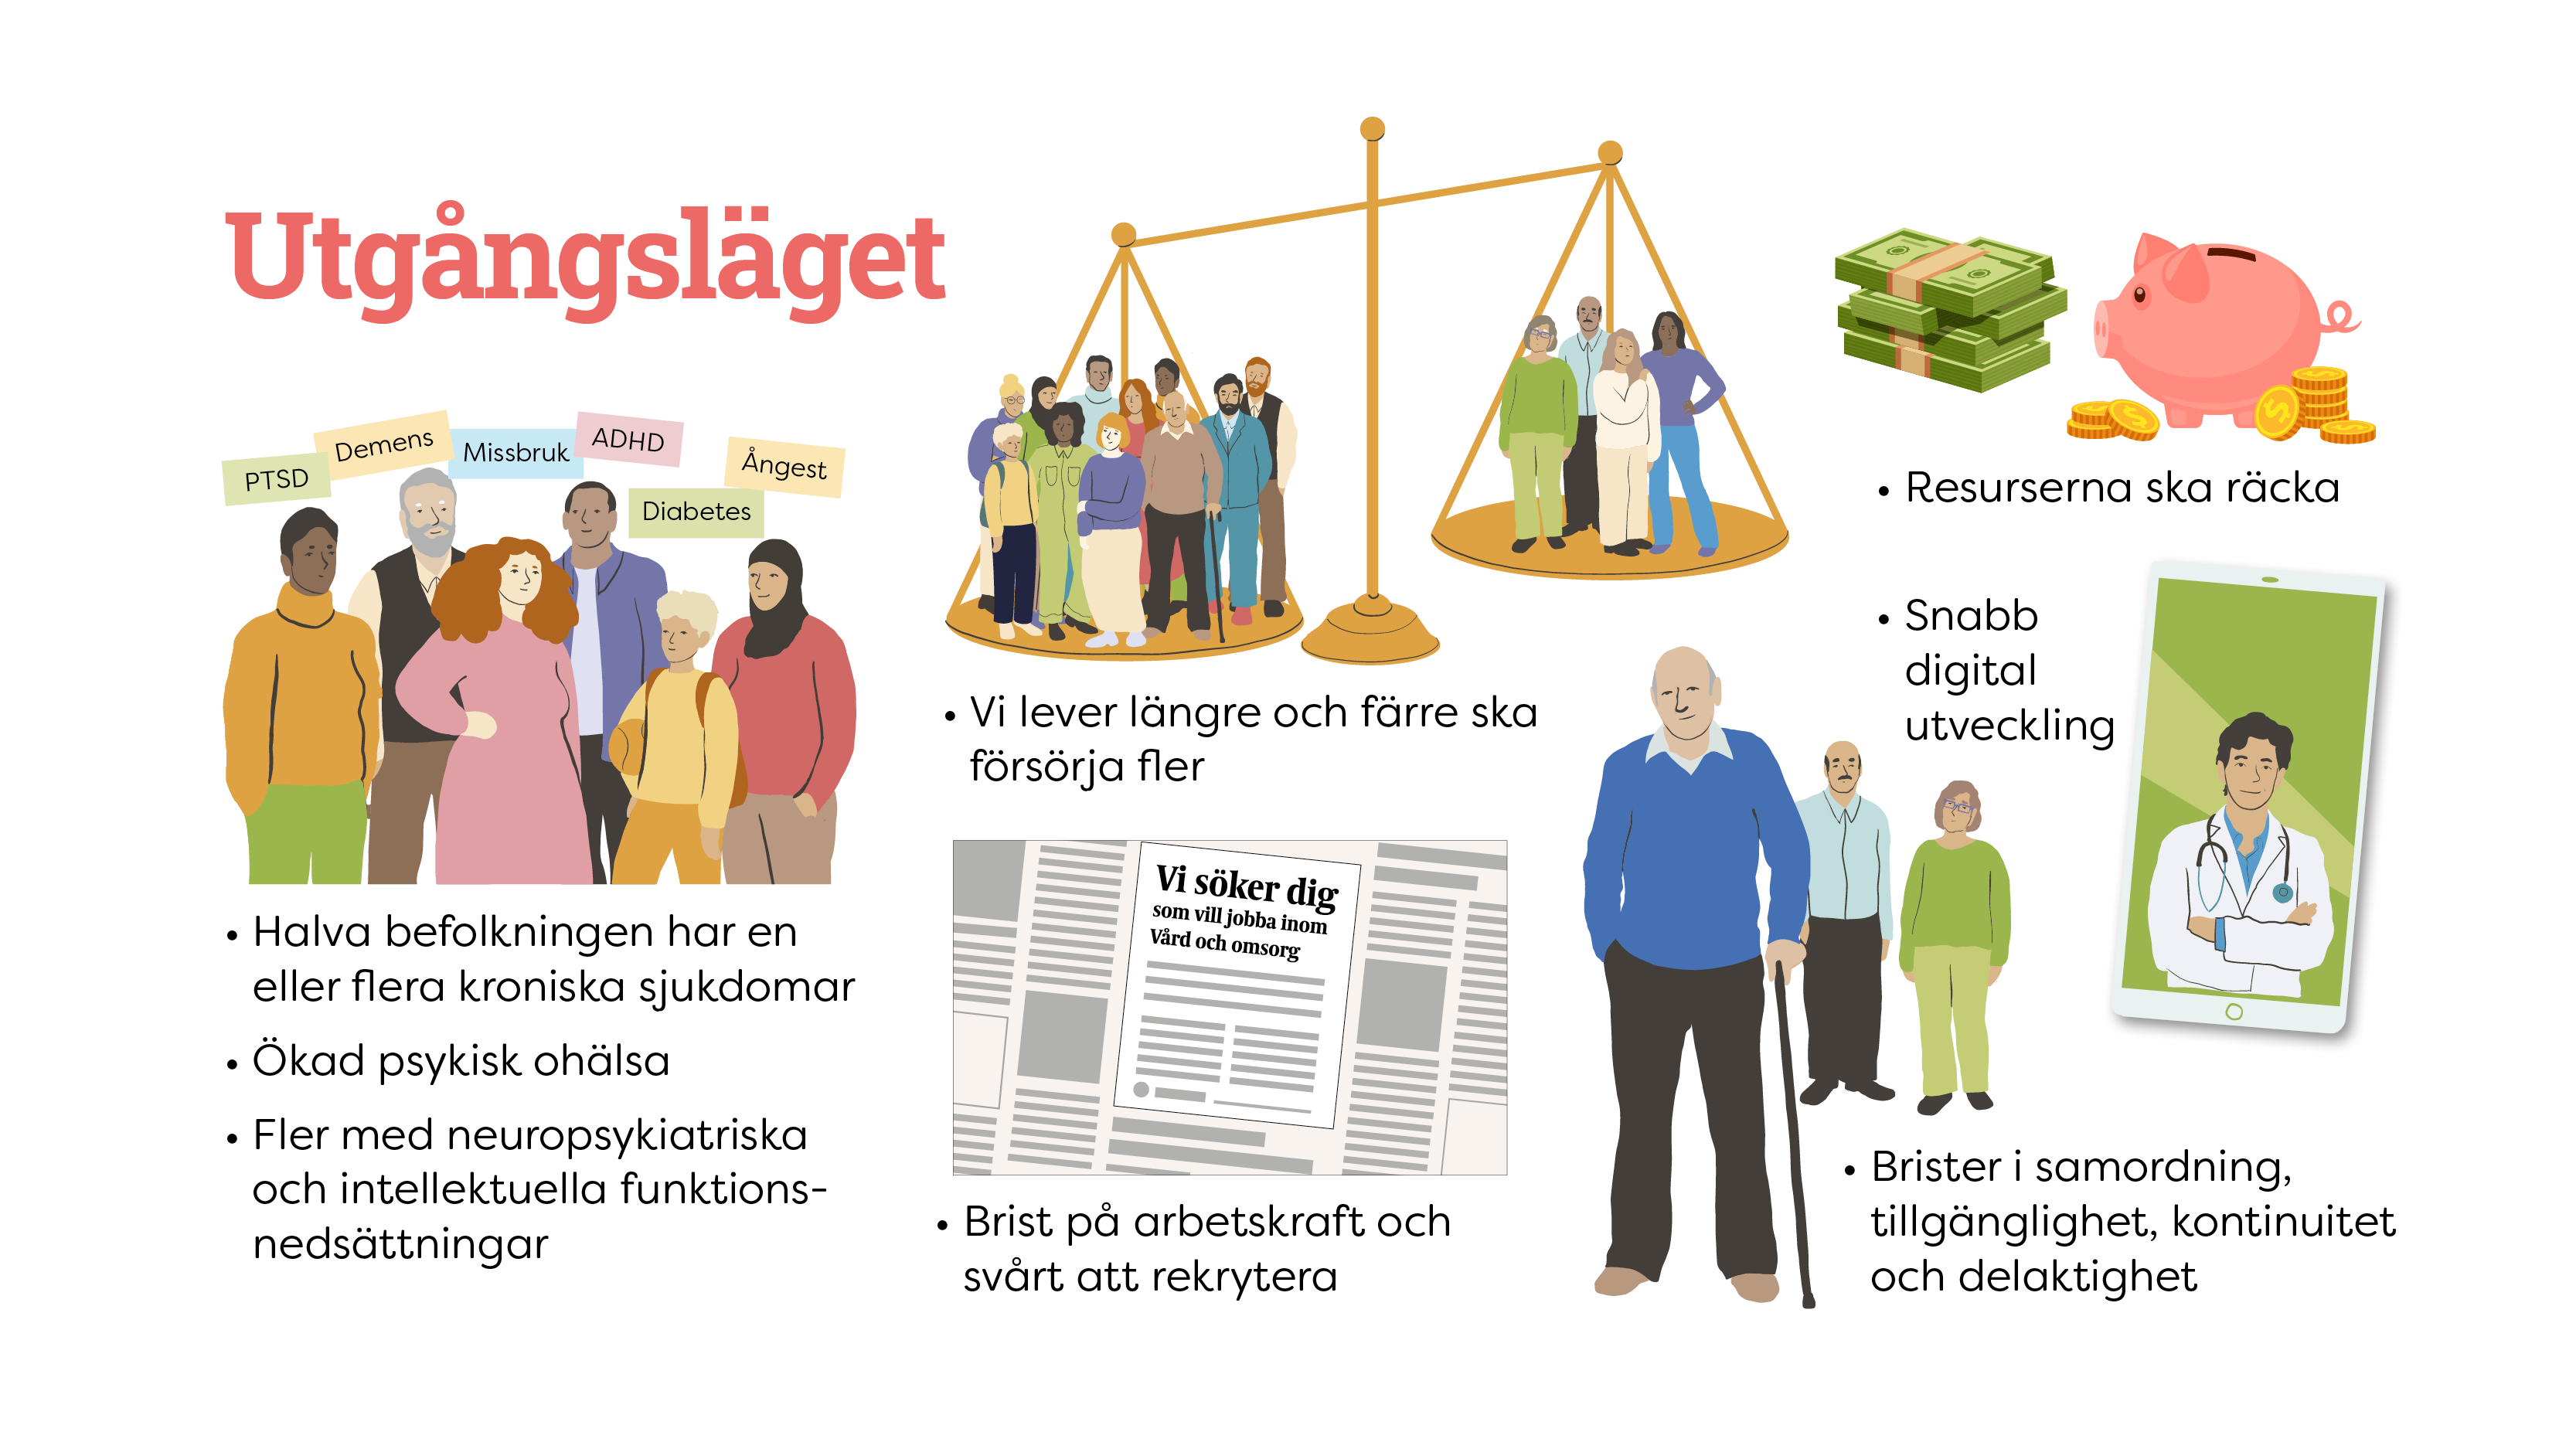 Utgångsläget
PTSD
Demens
Missbruk
ADHD
Diabetes
Ångest
• Halva befolkningen har en
eller flera kroniska sjukdomar
• Ökad psykisk ohälsa
• Fler med neuropsykiatriska
och intellektuella funktions-
nedsättningar
• Vi lever längre och färre ska
försörja fler
Vi söker dig
som vill jobba inom
Vård och omsorg
• Brist på arbetskraft och
svårt att rekrytera
• Resurserna ska räcka
• Snabb
digital
utveckling
• Brister i samordning,
tillgänglighet, kontinuitet
och delaktighet